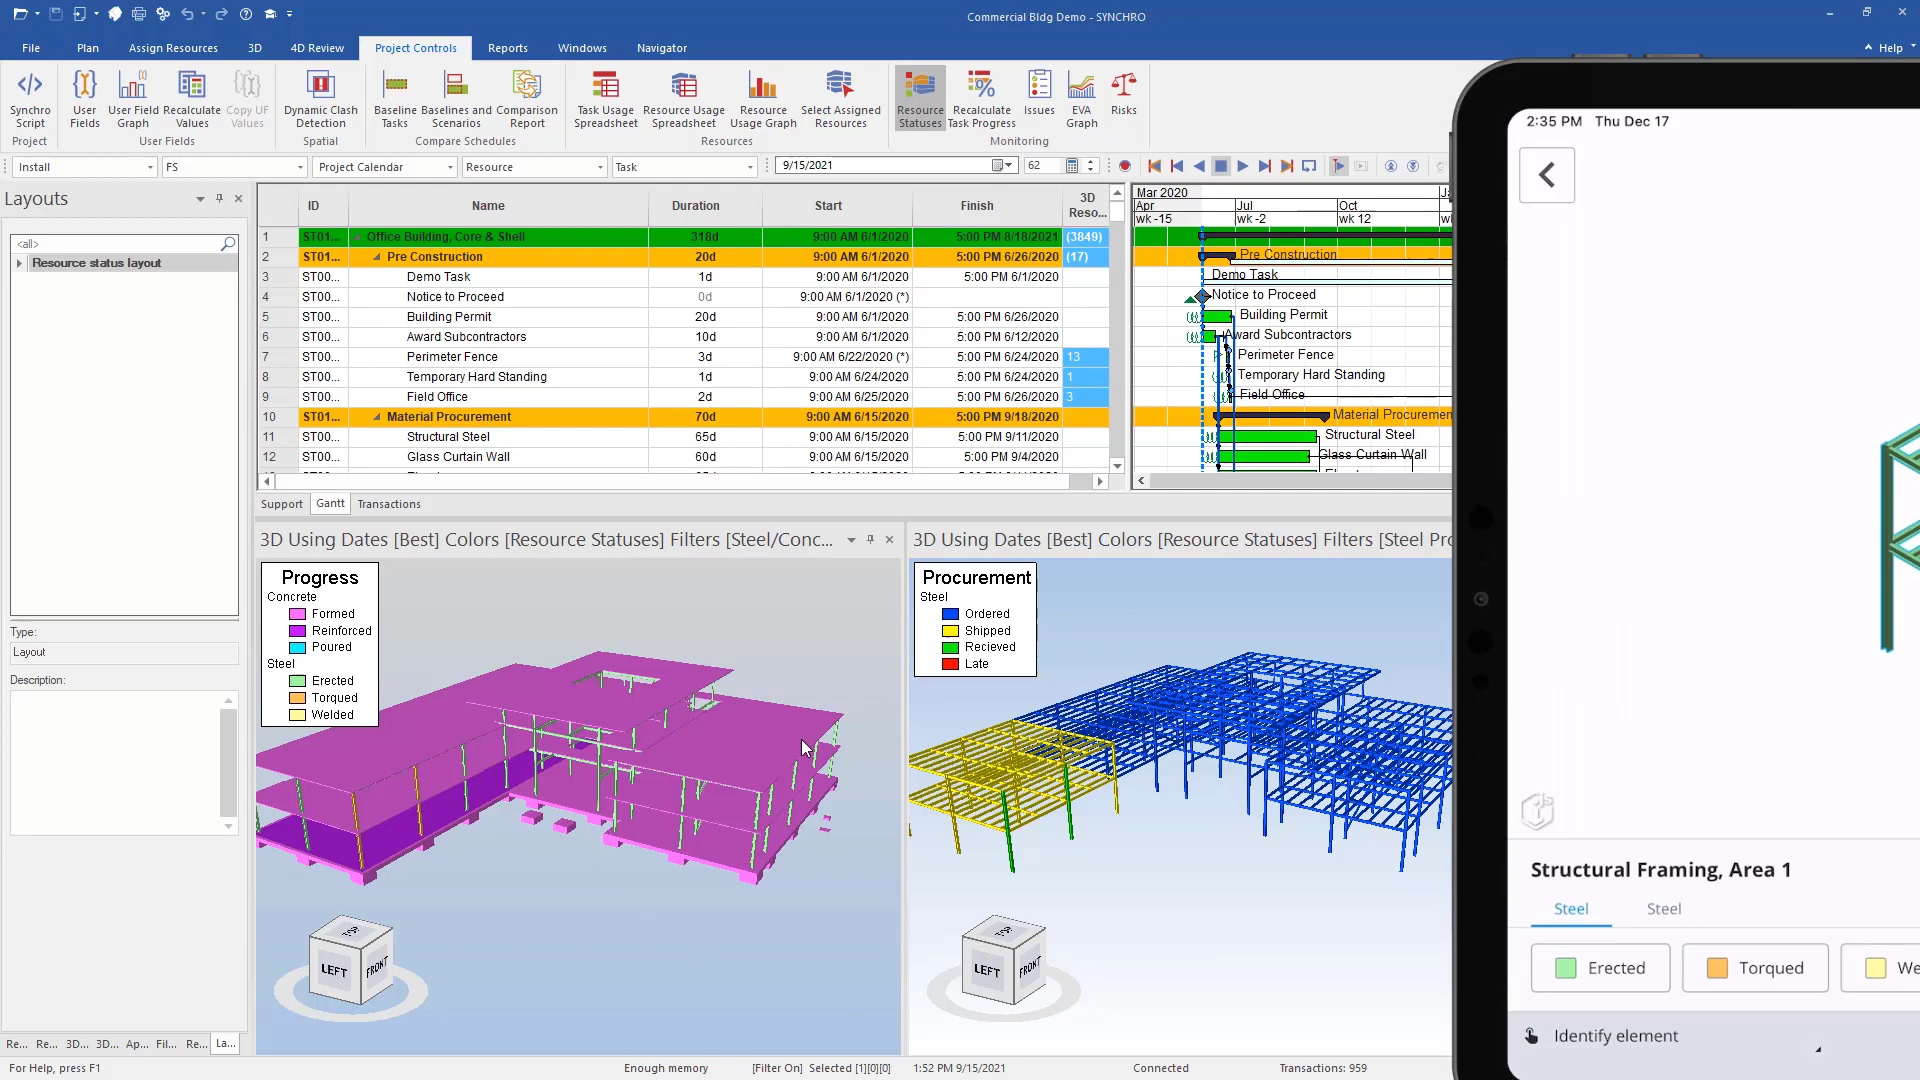 Commercial Bldg Demo - SYNCHRO
File Plan Assign Resources 3D 4D Review Project Controls Reports Windows Navigator Help
Synchro Script
User Fields
User Field Graph
Recalculate Values
Copy UF Values
Dynamic Clash Detection
Baseline Tasks
Baselines and Scenarios
Comparison Report
Task Usage Spreadsheet
Resource Usage Spreadsheet
Resource Usage Graph
Select Assigned Resources
Resource Statuses
Recalculate Task Progress
Issues
EVA Graph
Risks
Project User Fields Spatial Compare Schedules Resources Monitoring
Install FS Project Calendar Resource Task 9/15/2021 62
Layouts
<all>
Resource status layout
Type:
Layout
Description:
Re... Re... 3D... 3D... Ap... Fil... Re... La...
ID Name Duration Start Finish 3D Reso...
1 ST01... Office Building, Core & Shell 318d 9:00 AM 6/1/2020 5:00 PM 8/18/2021 (3849)
2 ST01... Pre Construction 20d 9:00 AM 6/1/2020 5:00 PM 6/26/2020 (17)
3 ST00... Demo Task 1d 9:00 AM 6/1/2020 5:00 PM 6/1/2020
4 ST00... Notice to Proceed 0d 9:00 AM 6/1/2020 (*)
5 ST00... Building Permit 20d 9:00 AM 6/1/2020 5:00 PM 6/26/2020
6 ST00... Award Subcontractors 10d 9:00 AM 6/1/2020 5:00 PM 6/12/2020
7 ST00... Perimeter Fence 3d 9:00 AM 6/22/2020 (*) 5:00 PM 6/24/2020 13
8 ST00... Temporary Hard Standing 1d 9:00 AM 6/24/2020 5:00 PM 6/24/2020 1
9 ST00... Field Office 2d 9:00 AM 6/25/2020 5:00 PM 6/26/2020 3
10 ST01... Material Procurement 70d 9:00 AM 6/15/2020 5:00 PM 9/18/2020
11 ST00... Structural Steel 65d 9:00 AM 6/15/2020 5:00 PM 9/11/2020
12 ST00... Glass Curtain Wall 60d 9:00 AM 6/15/2020 5:00 PM 9/4/2020
Mar 2020
Apr Jul Oct
wk -15 wk -2 wk 12
Pre Construction
Demo Task
Notice to Proceed
Building Permit
Award Subcontractors
Perimeter Fence
Temporary Hard Standing
Field Office
Material Procuremen
Structural Steel
Glass Curtain Wall
Support Gantt Transactions
3D Using Dates [Best] Colors [Resource Statuses] Filters [Steel/Conc...
Progress
Concrete
Formed
Reinforced
Poured
Steel
Erected
Torqued
Welded
TOP
LEFT FRONT
3D Using Dates [Best] Colors [Resource Statuses] Filters [Steel Pro
Procurement
Steel
Ordered
Shipped
Recieved
Late
TOP
LEFT FRONT
2:35 PM Thu Dec 17
Structural Framing, Area 1
Steel Steel
Erected Torqued We
Identify element
For Help, press F1 Enough memory [Filter On] Selected [1][0][0] 1:52 PM 9/15/2021 Connected Transactions: 959